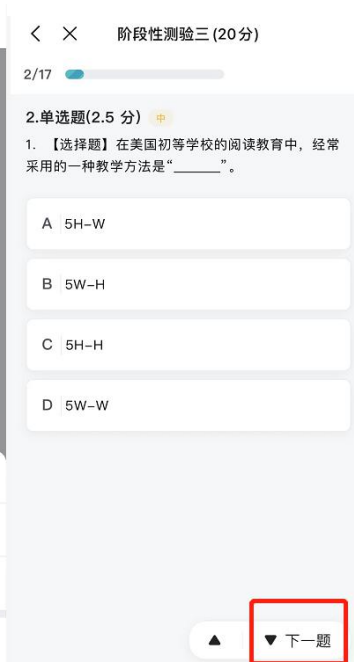 阶段性测验三(20分)
2/17
2.单选题(2.5 分) 中
1. 【选择题】在美国初等学校的阅读教育中，经常
采用的一种教学方法是“______”。
A 5H-W
B 5W-H
C 5H-H
D 5W-W
▲ ▼ 下一题